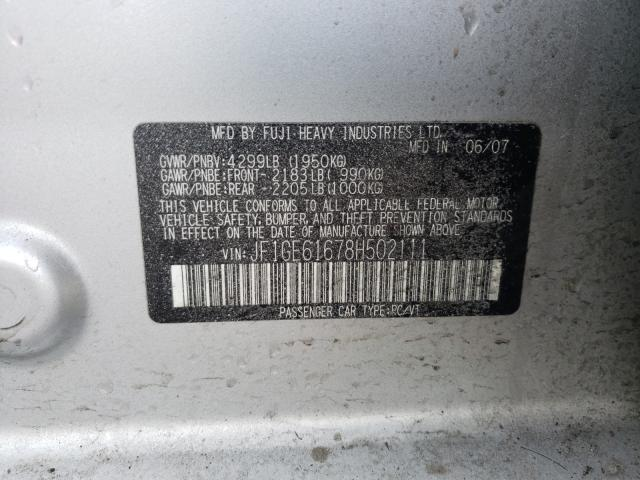 MFD BY FUJI HEAVY INDUSTRIES LTD.
MFD IN 06/07
GVWR/PNBV:4299LB (1950KG)
GAWR/PNBE:FRONT-2183LB( 990KG)
GAWR/PNBE:REAR -2205LB(1000KG)
THIS VEHICLE CONFORMS TO ALL APPLICABLE FEDERAL MOTOR
VEHICLE SAFETY, BUMPER, AND THEFT PREVENTION STANDARDS
IN EFFECT ON THE DATE OF MANUFACTURE SHOWN ABOVE.
VIN:JF1GE61678H502111
PASSENGER CAR TYPE:RC/V1